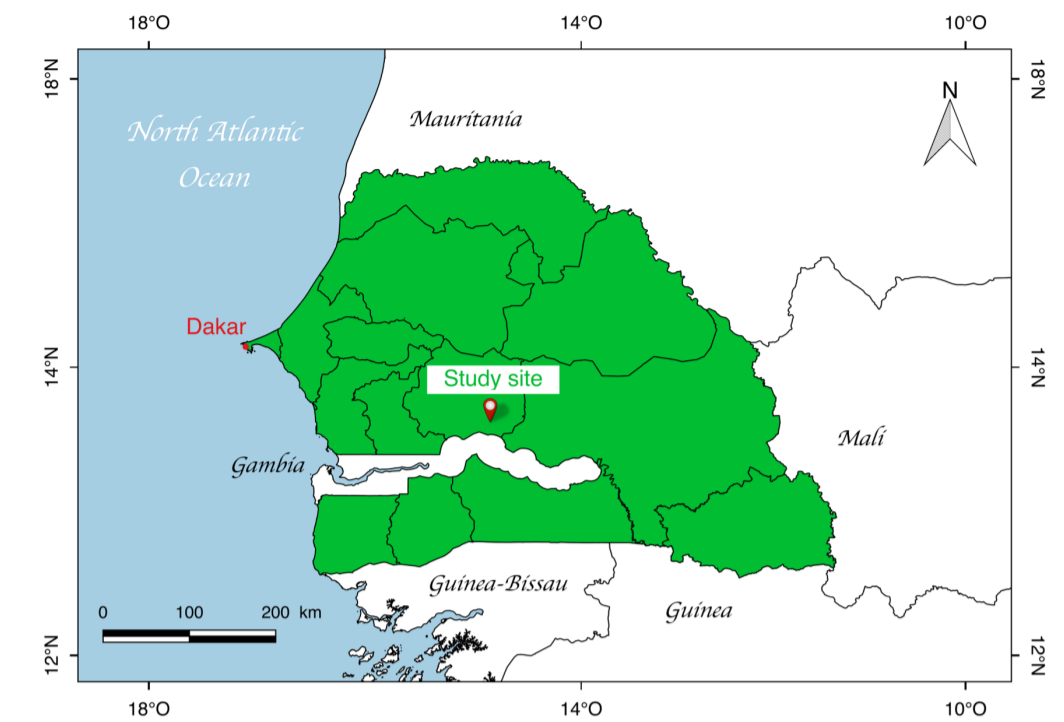 18°O 14°O 10°O
18°N 18°N
N
Mauritania
North Atlantic
Ocean
Dakar
14°N 14°N
Study site
Mali
Gambia
Guinea-Bissau
Guinea
0 100 200 km
12°N 12°N
18°O 14°O 10°O